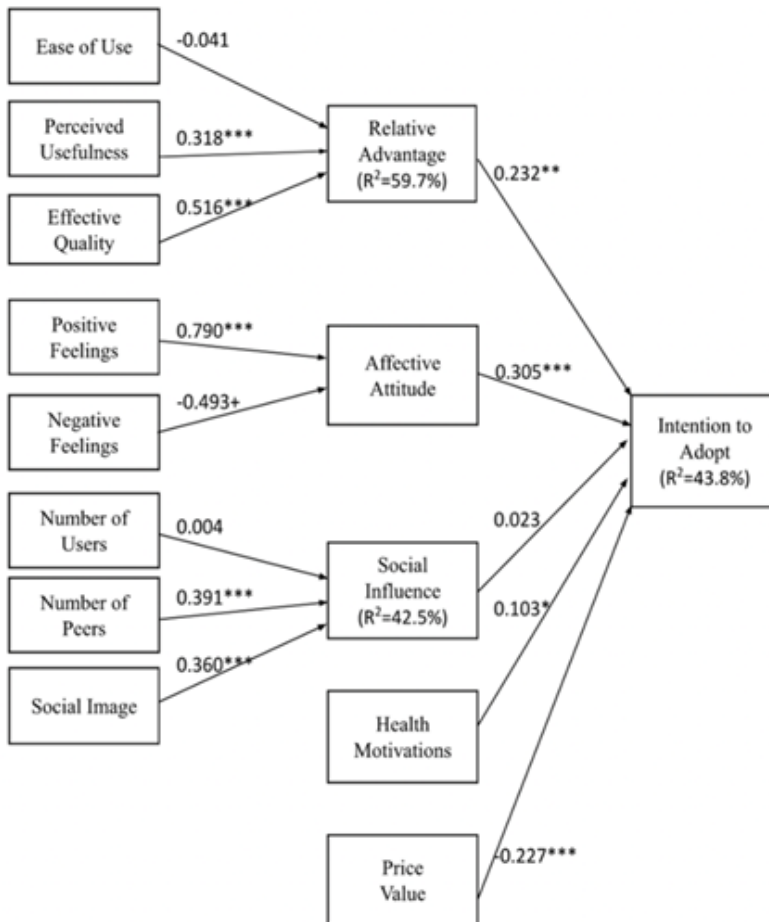 Ease of Use
-0.041
Perceived
Usefulness
0.318***
Effective
Quality
0.516***
Relative
Advantage
(R²=59.7%)
0.232**
Positive
Feelings
0.790***
Negative
Feelings
-0.493+
Affective
Attitude
0.305***
Intention to
Adopt
(R²=43.8%)
Number of
Users
0.004
Number of
Peers
0.391***
Social Image
0.360***
Social
Influence
(R²=42.5%)
0.023
Health
Motivations
0.103*
Price
Value
-0.227***